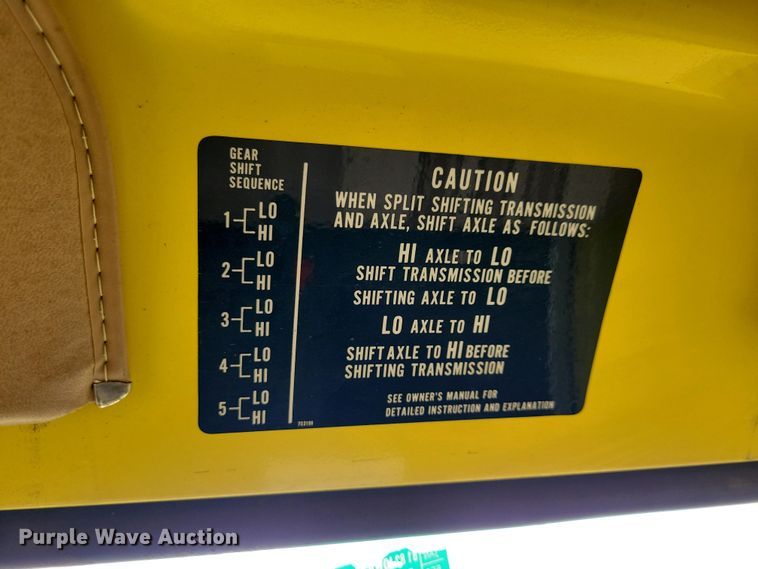 GEAR
SHIFT
SEQUENCE
1 LO
HI
2 LO
HI
3 LO
HI
4 LO
HI
5 LO
HI
CAUTION
WHEN SPLIT SHIFTING TRANSMISSION
AND AXLE, SHIFT AXLE AS FOLLOWS:
HI AXLE TO LO
SHIFT TRANSMISSION BEFORE
SHIFTING AXLE TO LO
LO AXLE TO HI
SHIFT AXLE TO HI BEFORE
SHIFTING TRANSMISSION
SEE OWNER'S MANUAL FOR
DETAILED INSTRUCTION AND EXPLANATION
Purple Wave Auction